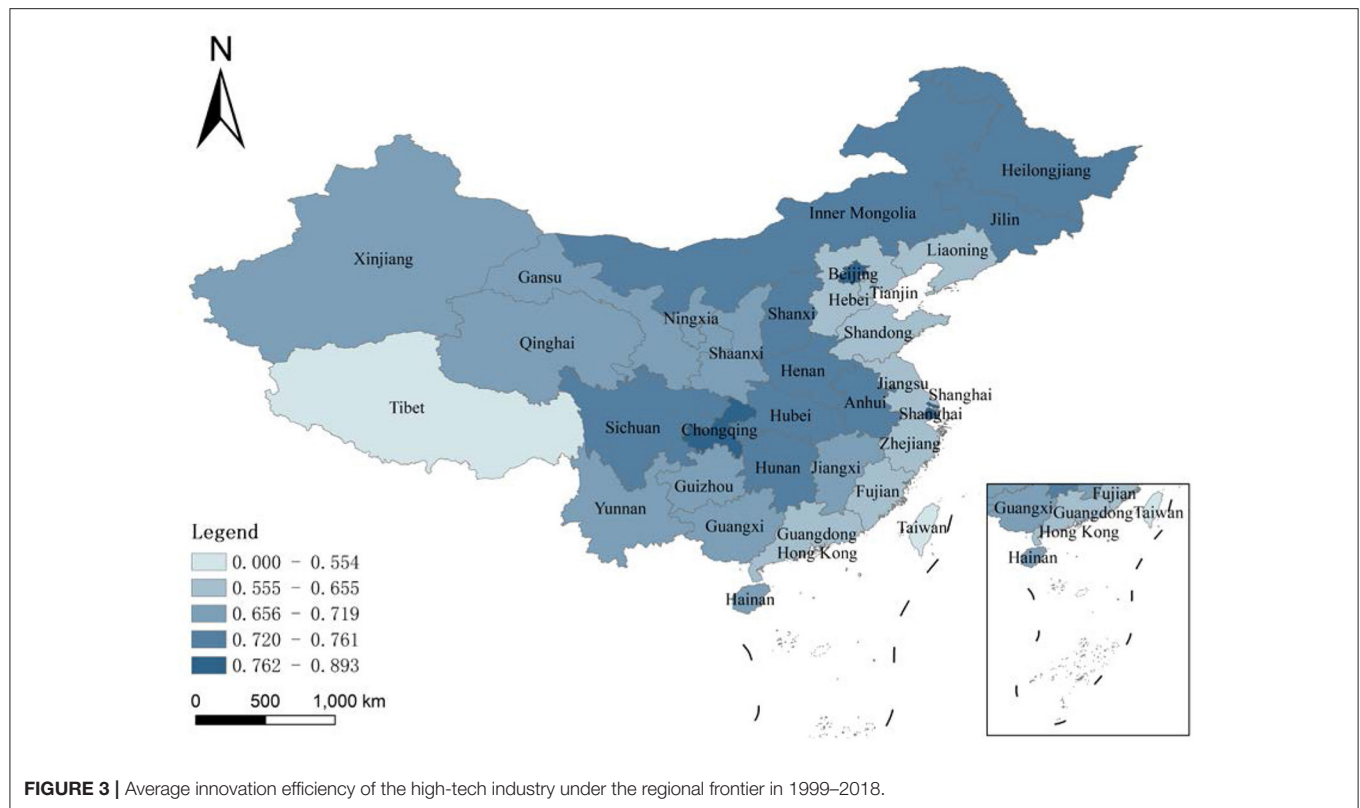 N
Heilongjiang
Inner Mongolia
Jilin
Xinjiang
Liaoning
Gansu
Beijing
Tianjin
Hebei
Ningxia
Shanxi
Shandong
Qinghai
Shaanxi
Henan
Jiangsu
Shanghai
Tibet
Anhui
Shanghai
Hubei
Sichuan
Chongqing
Zhejiang
Hunan
Jiangxi
Guizhou
Fujian
Yunnan
Guangxi
Taiwan
Guangdong
Hong Kong
Hainan
Fujian
Guangxi
Guangdong
Taiwan
Hong Kong
Hainan
Legend
0.000 - 0.554
0.555 - 0.655
0.656 - 0.719
0.720 - 0.761
0.762 - 0.893
0 500 1,000 km
FIGURE 3 | Average innovation efficiency of the high-tech industry under the regional frontier in 1999–2018.